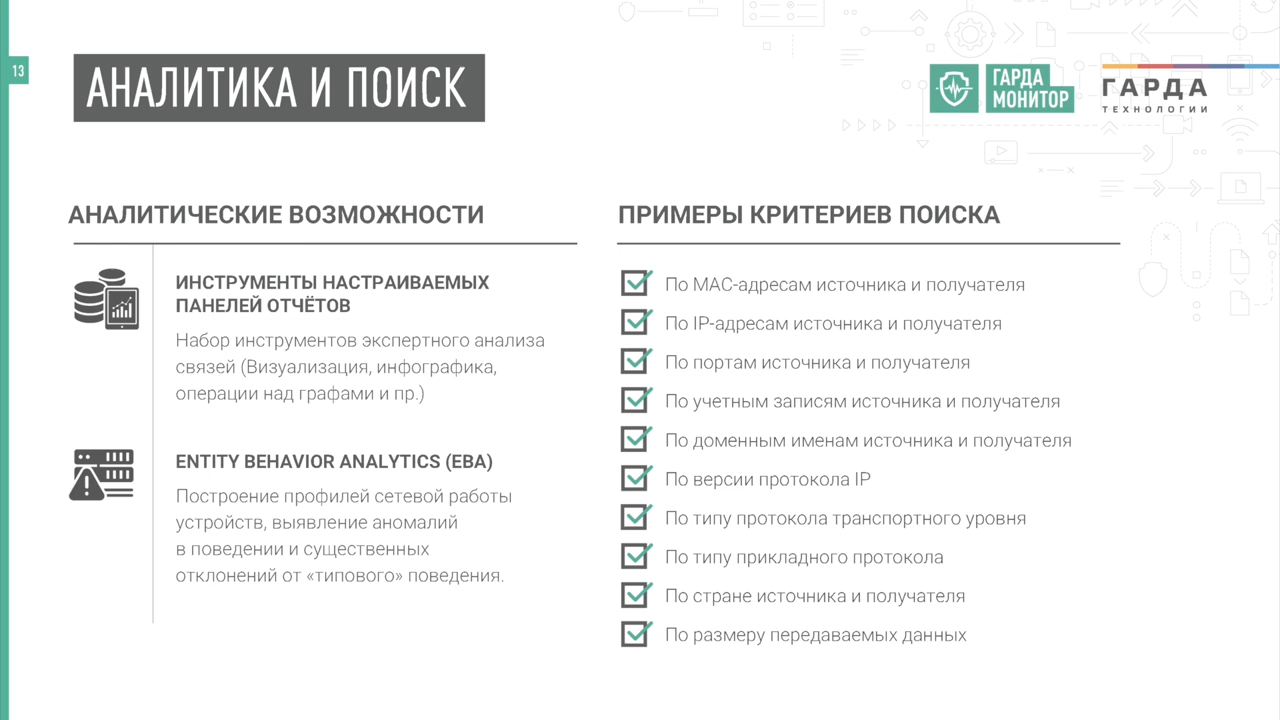 13
АНАЛИТИКА И ПОИСК
ГАРДА
МОНИТОР
ГАРДА
ТЕХНОЛОГИИ
АНАЛИТИЧЕСКИЕ ВОЗМОЖНОСТИ
ИНСТРУМЕНТЫ НАСТРАИВАЕМЫХ
ПАНЕЛЕЙ ОТЧЁТОВ
Набор инструментов экспертного анализа
связей (Визуализация, инфографика,
операции над графами и пр.)
ENTITY BEHAVIOR ANALYTICS (EBA)
Построение профилей сетевой работы
устройств, выявление аномалий
в поведении и существенных
отклонений от «типового» поведения.
ПРИМЕРЫ КРИТЕРИЕВ ПОИСКА
По MAC-адресам источника и получателя
По IP-адресам источника и получателя
По портам источника и получателя
По учетным записям источника и получателя
По доменным именам источника и получателя
По версии протокола IP
По типу протокола транспортного уровня
По типу прикладного протокола
По стране источника и получателя
По размеру передаваемых данных